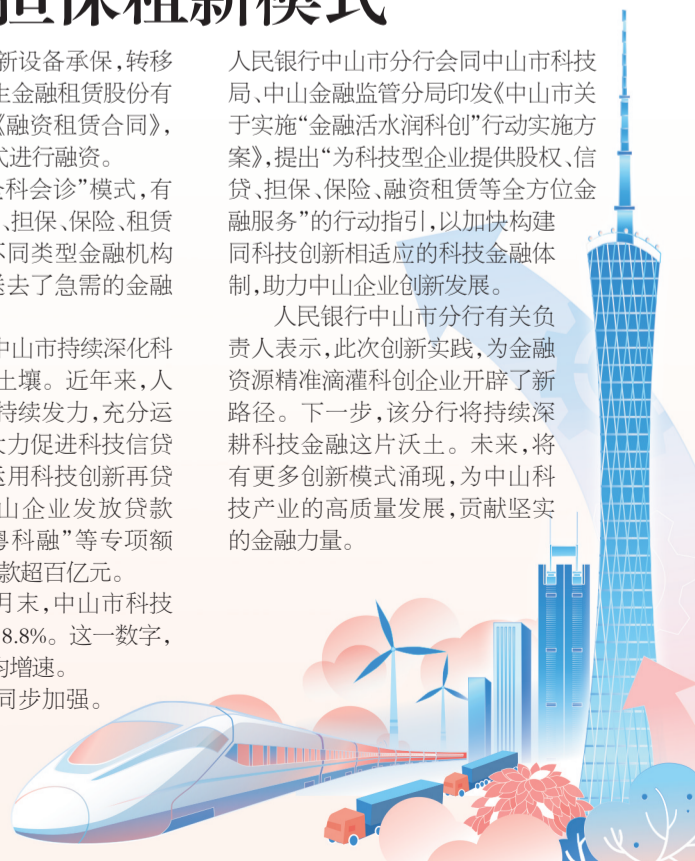 担保租新模式
新设备承保,转移
生金融租赁股份有
《融资租赁合同》,
式进行融资。
全科会诊”模式,有
、担保、保险、租赁
不同类型金融机构
送去了急需的金融
中山市持续深化科
土壤。近年来,人
持续发力,充分运
大力促进科技信贷
运用科技创新再贷
山企业发放贷款
粤科融”等专项额
款超百亿元。
月末,中山市科技
8.8%。这一数字,
均增速。
同步加强。
人民银行中山市分行会同中山市科技
局、中山金融监管分局印发《中山市关
于实施“金融活水润科创”行动实施方
案》,提出“为科技型企业提供股权、信
贷、担保、保险、融资租赁等全方位金
融服务”的行动指引,以加快构建
同科技创新相适应的科技金融体
制,助力中山企业创新发展。
人民银行中山市分行有关负
责人表示,此次创新实践,为金融
资源精准滴灌科创企业开辟了新
路径。下一步,该分行将持续深
耕科技金融这片沃土。未来,将
有更多创新模式涌现,为中山科
技产业的高质量发展,贡献坚实
的金融力量。